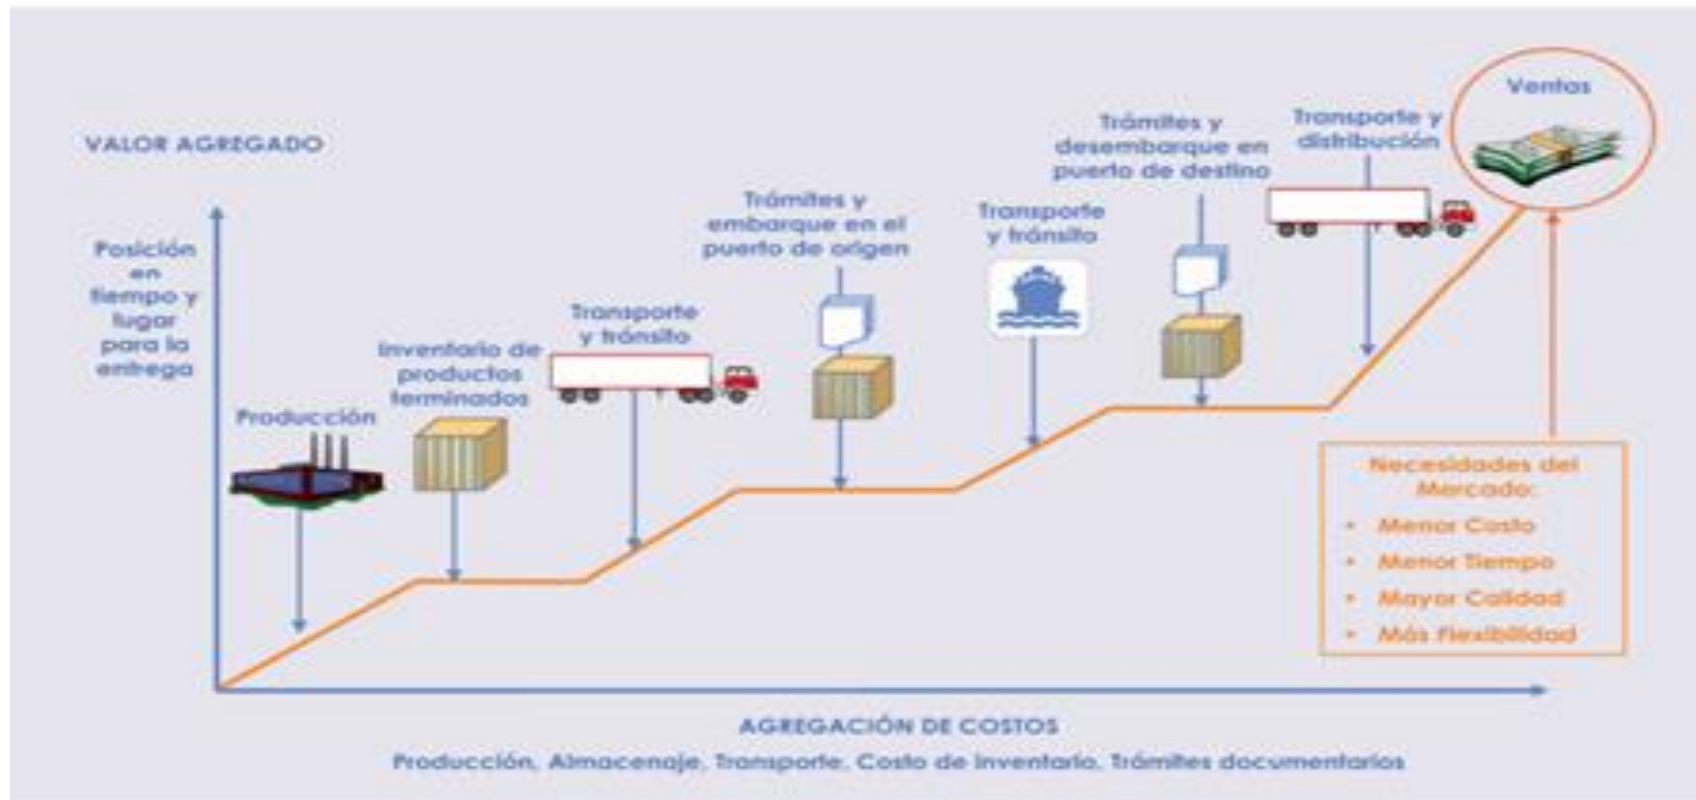 VALOR AGREGADO
Posición
en
tiempo y
lugar
para la
entrega
Producción
Inventario de
productos
terminados
Transporte
y tránsito
Trámites y
embarque en el
puerto de origen
Transporte
y tránsito
Trámites y
desembarque en
puerto de destino
Transporte y
distribución
Ventas
Necesidades del
Mercado:
• Menor Costo
• Menor Tiempo
• Mayor Calidad
• Más Flexibilidad
AGREGACIÓN DE COSTOS
Producción, Almacenaje, Transporte, Costo de Inventario, Trámites documentarios